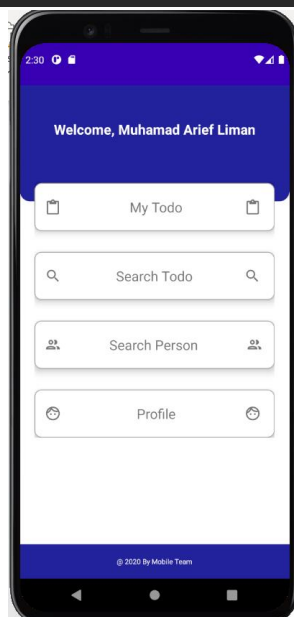 2:30
Welcome, Muhamad Arief Liman
My Todo
Search Todo
Search Person
Profile
@ 2020 By Mobile Team